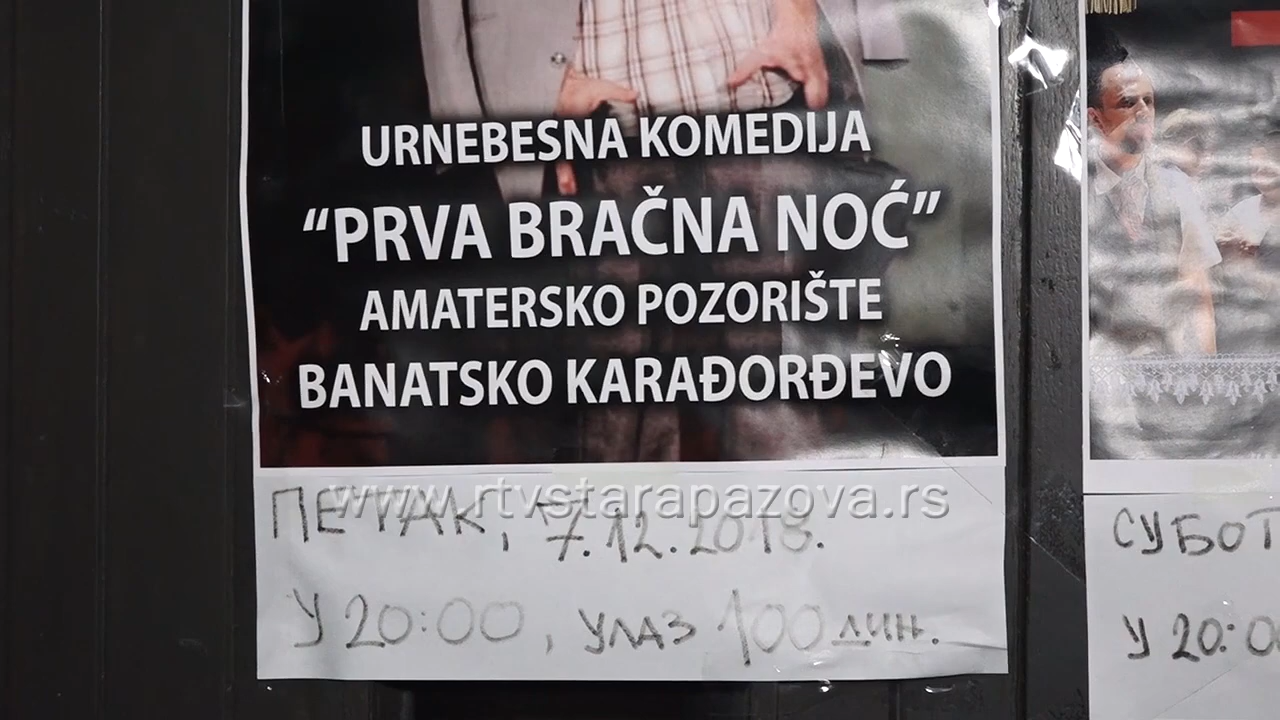 URNEBESNA KOMEDIJA
“PRVA BRAČNA NOĆ”
AMATERSKO POZORIŠTE
BANATSKO KARAĐORĐEVO
www.rtvstarapazova.rs
ПЕТАК, 7.12.2018.
У 20:00, УЛАЗ 100 ДИН.
СУБОТ
У 20:0